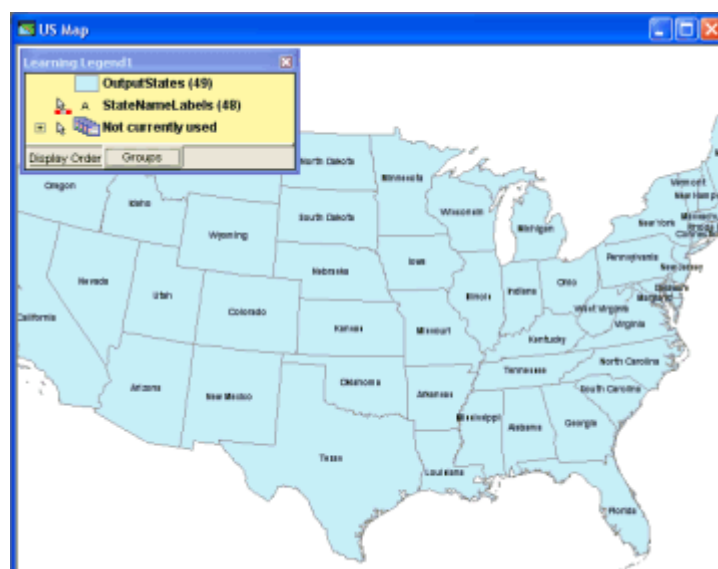 US Map
Learning Legend1
OutputStates (49)
A StateNameLabels (48)
Not currently used
Display Order Groups
North Dakota
Minnesota
Vermont
Oregon
Idaho
South Dakota
Wisconsin
Michigan
New York
Wyoming
Iowa
Pennsylvania
Nebraska
New Jersey
Nevada
Utah
Illinois
Indiana
Ohio
Maryland
Colorado
West Virginia
California
Kansas
Missouri
Virginia
Kentucky
North Carolina
Tennessee
Arizona
Oklahoma
South Carolina
New Mexico
Arkansas
Mississippi
Alabama
Georgia
Texas
Louisiana
Florida